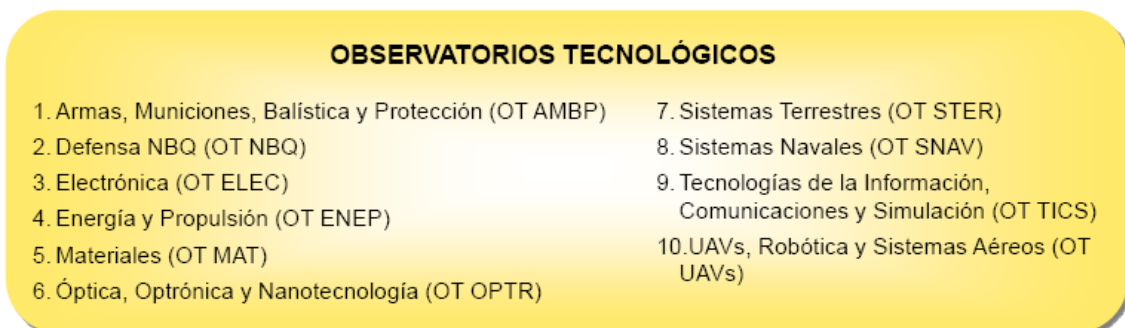 OBSERVATORIOS TECNOLÓGICOS
1. Armas, Municiones, Balística y Protección (OT AMBP)
2. Defensa NBQ (OT NBQ)
3. Electrónica (OT ELEC)
4. Energía y Propulsión (OT ENEP)
5. Materiales (OT MAT)
6. Óptica, Optrónica y Nanotecnología (OT OPTR)
7. Sistemas Terrestres (OT STER)
8. Sistemas Navales (OT SNAV)
9. Tecnologías de la Información,
Comunicaciones y Simulación (OT TICS)
10.UAVs, Robótica y Sistemas Aéreos (OT
UAVs)